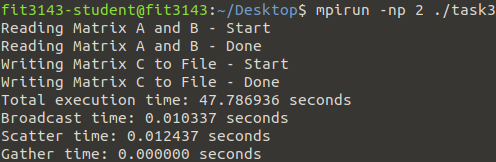 fit3143-student@fit3143:~/Desktop$ mpirun -np 2 ./task3
Reading Matrix A and B - Start
Reading Matrix A and B - Done
Writing Matrix C to File - Start
Writing Matrix C to File - Done
Total execution time: 47.786936 seconds
Broadcast time: 0.010337 seconds
Scatter time: 0.012437 seconds
Gather time: 0.000000 seconds